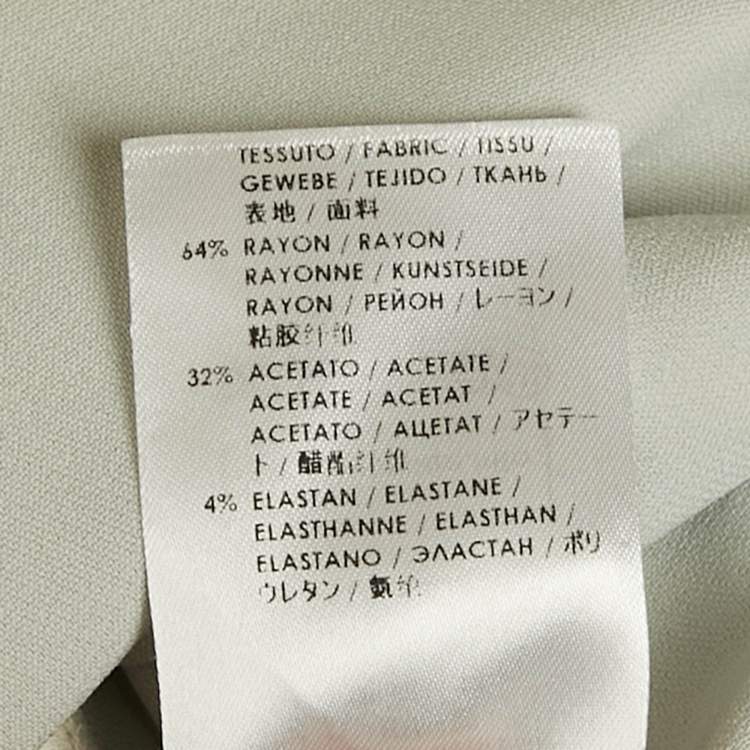 TESSUTO / FABRIC / TISSU /
GEWEBE / TEJIDO / ТКАНЬ /
表地 / 面料
64% RAYON / RAYON /
RAYONNE / KUNSTSEIDE /
RAYON / РЕЙОН / レーヨン /
粘胶纤维
32% ACETATO / ACETATE /
ACETATE / ACETAT /
ACETATO / АЦЕТАТ / アセテー
ト / 醋酯纤维
4% ELASTAN / ELASTANE /
ELASTHANNE / ELASTHAN /
ELASTANO / ЭЛАСТАН / ポリ
ウレタン / 氨纶